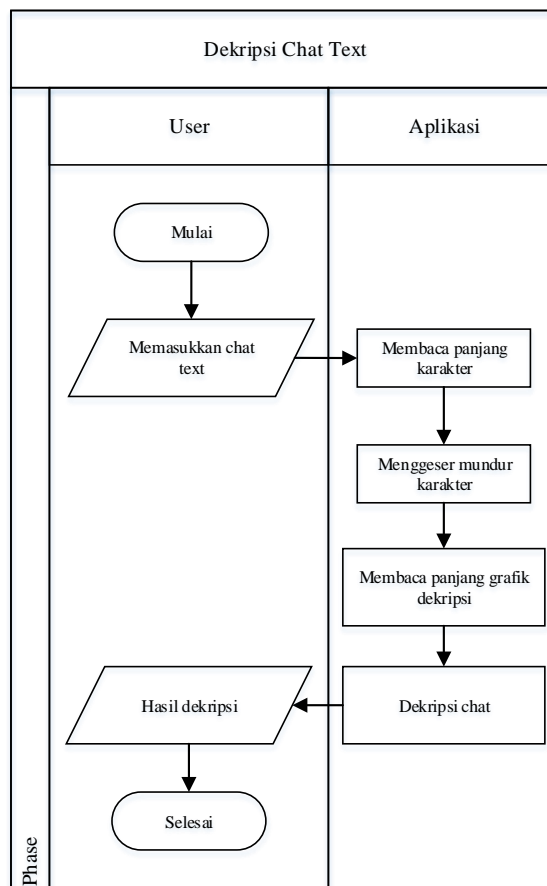 Dekripsi Chat Text
User
Aplikasi
Mulai
Memasukkan chat
text
Membaca panjang
karakter
Menggeser mundur
karakter
Membaca panjang grafik
dekripsi
Hasil dekripsi
Dekripsi chat
Selesai
Phase